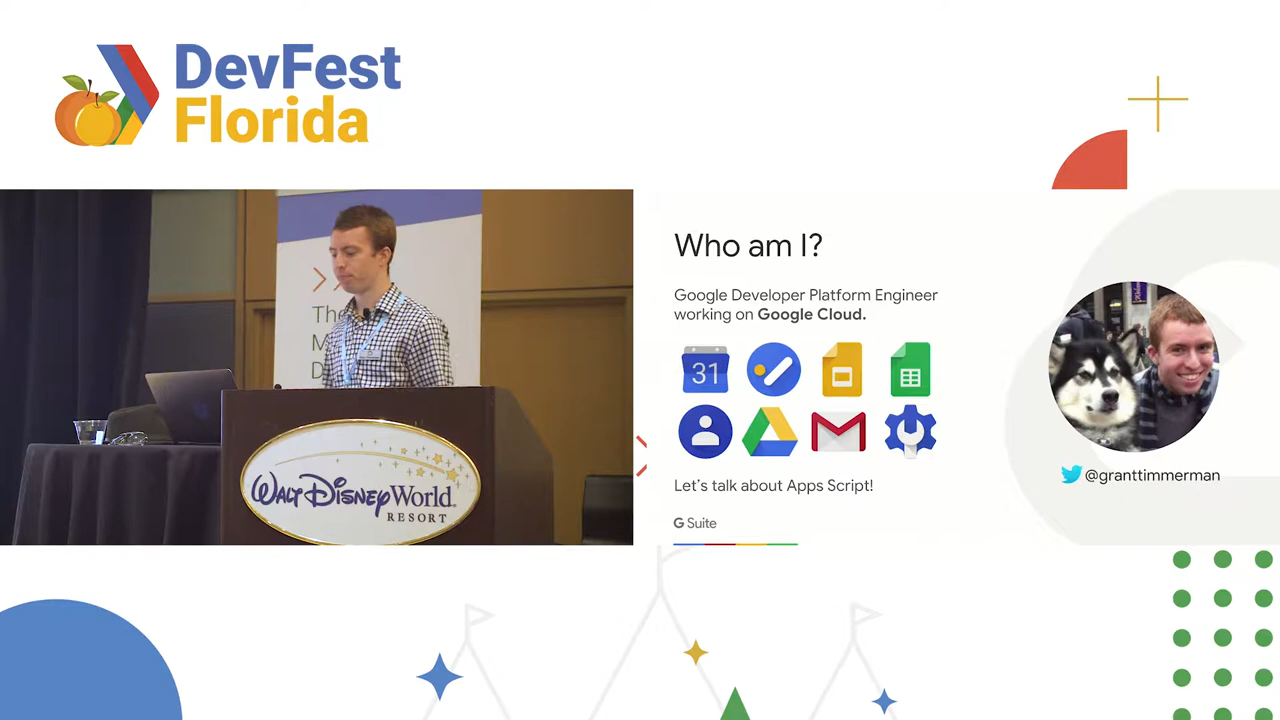 DevFest
Florida
The
M
D
WALT DISNEY World.
RESORT
Who am I?
Google Developer Platform Engineer
working on Google Cloud.
31
Let's talk about Apps Script!
G Suite
@granttimmerman